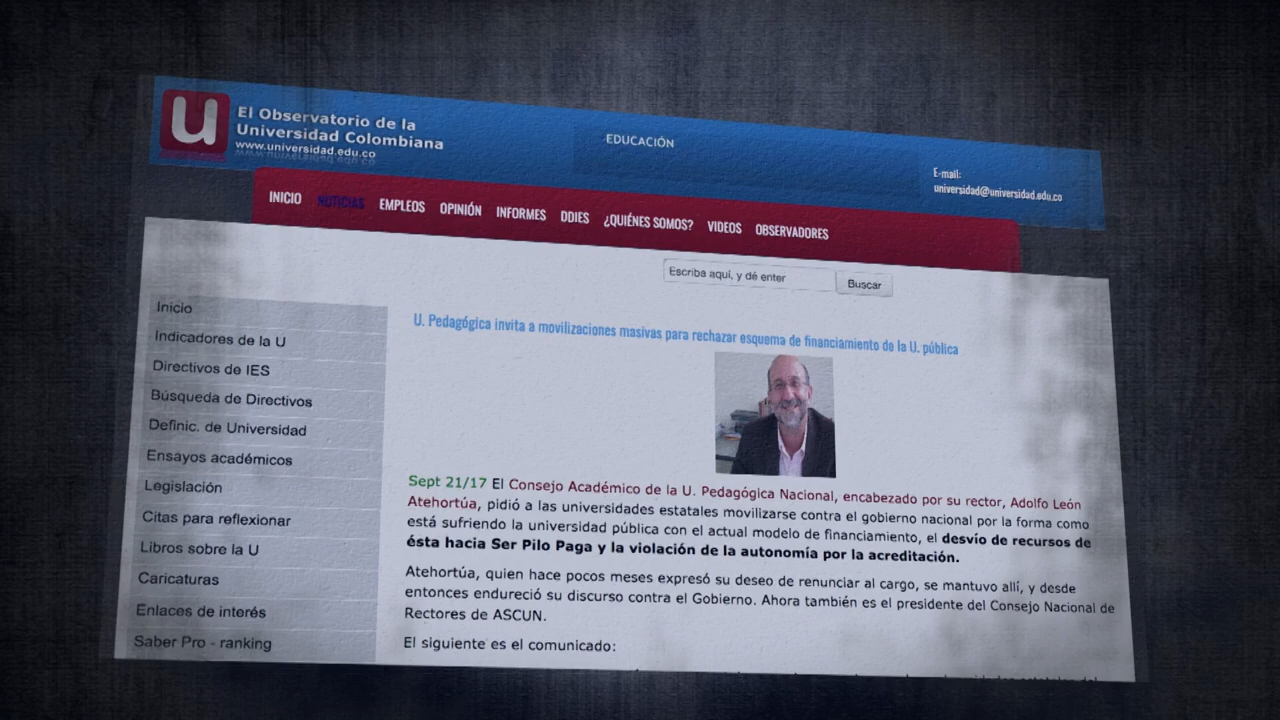 El Observatorio de la
Universidad Colombiana
www.universidad.edu.co
EDUCACIÓN
E-mail:
universidad@universidad.edu.co
INICIO NOTICIAS EMPLEOS OPINIÓN INFORMES DDIES ¿QUIÉNES SOMOS? VIDEOS OBSERVADORES
Escriba aquí, y dé enter Buscar
Inicio
Indicadores de la U
Directivos de IES
Búsqueda de Directivos
Definic. de Universidad
Ensayos académicos
Legislación
Citas para reflexionar
Libros sobre la U
Caricaturas
Enlaces de interés
Saber Pro - ranking
U. Pedagógica invita a movilizaciones masivas para rechazar esquema de financiamiento de la U. pública
Sept 21/17 El Consejo Académico de la U. Pedagógica Nacional, encabezado por su rector, Adolfo León
Atehortúa, pidió a las universidades estatales movilizarse contra el gobierno nacional por la forma como
está sufriendo la universidad pública con el actual modelo de financiamiento, el desvío de recursos de
ésta hacia Ser Pilo Paga y la violación de la autonomía por la acreditación.
Atehortúa, quien hace pocos meses expresó su deseo de renunciar al cargo, se mantuvo allí, y desde
entonces endureció su discurso contra el Gobierno. Ahora también es el presidente del Consejo Nacional de
Rectores de ASCUN.
El siguiente es el comunicado: